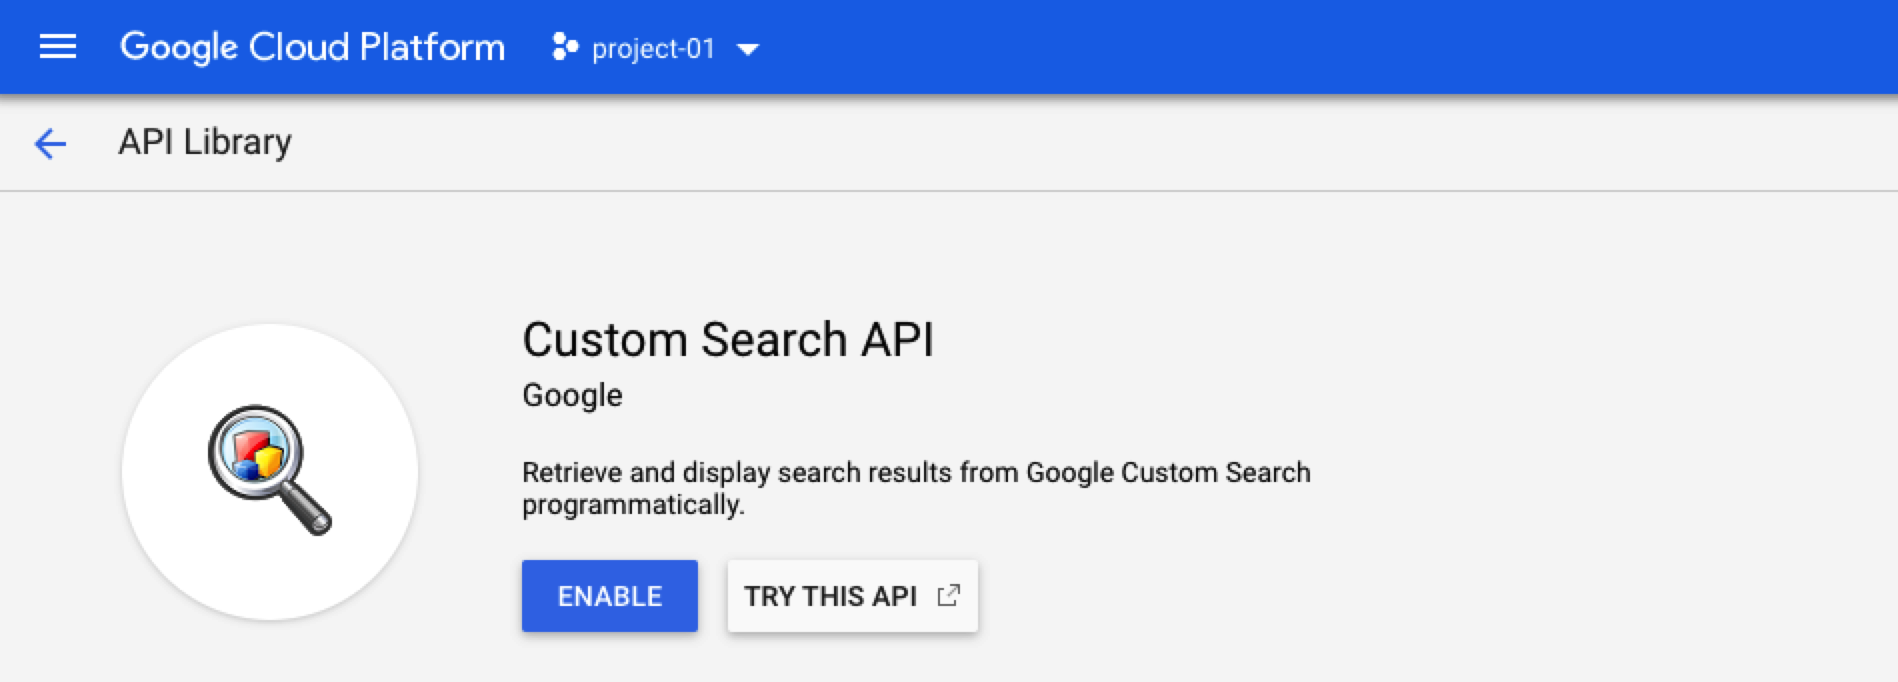 Google Cloud Platform project-01
API Library
Custom Search API
Google
Retrieve and display search results from Google Custom Search
programmatically.
ENABLE TRY THIS API